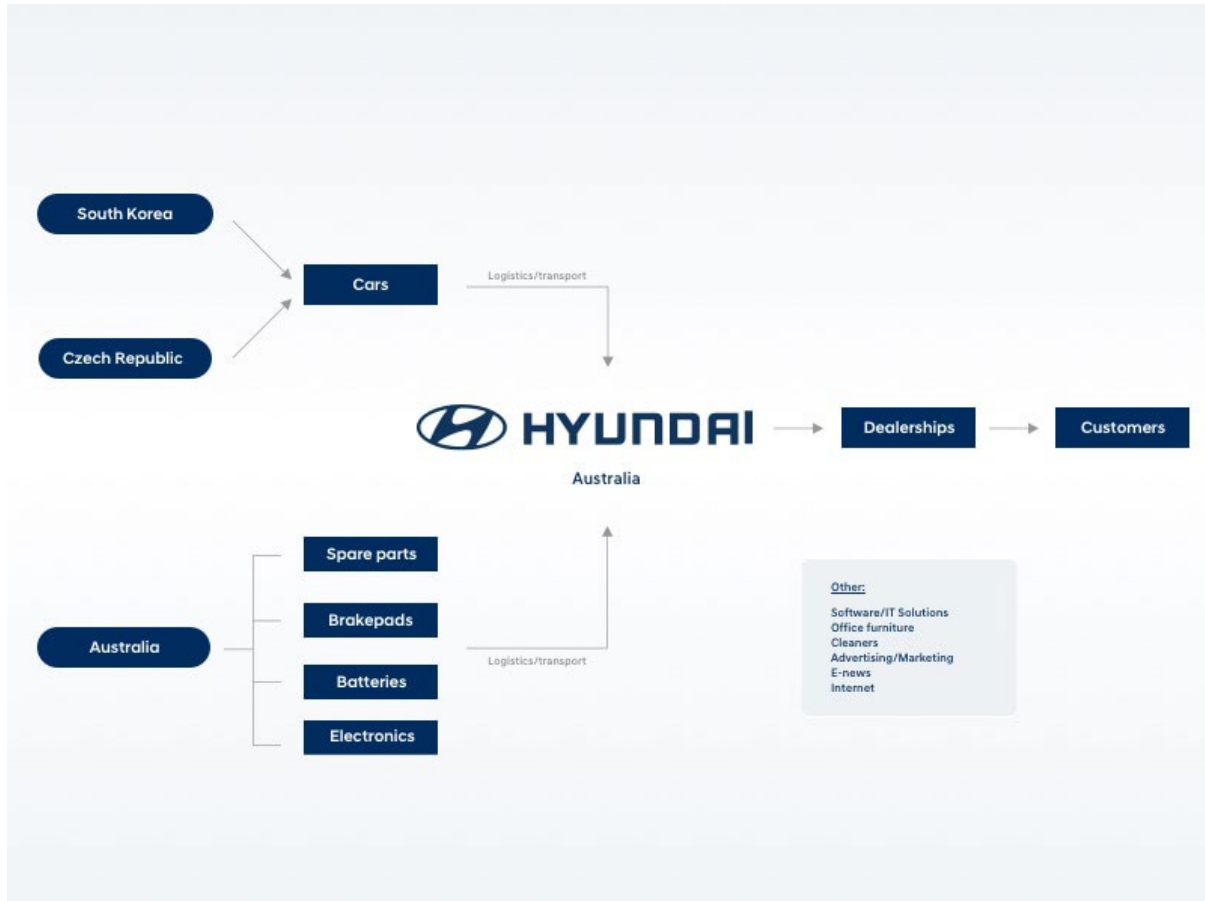 South Korea
Cars
Logistics/transport
Czech Republic
HYUNDAI
Australia
Dealerships
Customers
Australia
Spare parts
Brakepads
Batteries
Electronics
Logistics/transport
Other:
Software/IT Solutions
Office furniture
Cleaners
Advertising/Marketing
E-news
Internet